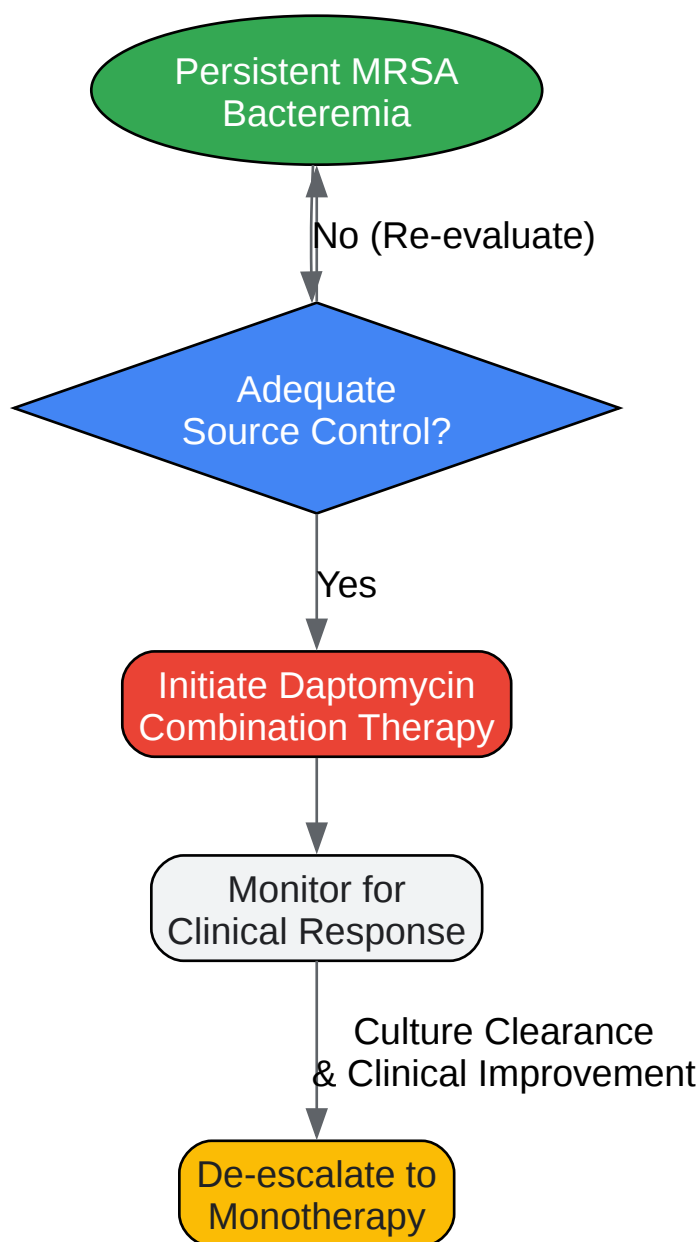 Persistent MRSA
Bacteremia
No (Re-evaluate)
Adequate
Source Control?
Yes
Initiate Daptomycin
Combination Therapy
Monitor for
Clinical Response
Culture Clearance
& Clinical Improvement
De-escalate to
Monotherapy